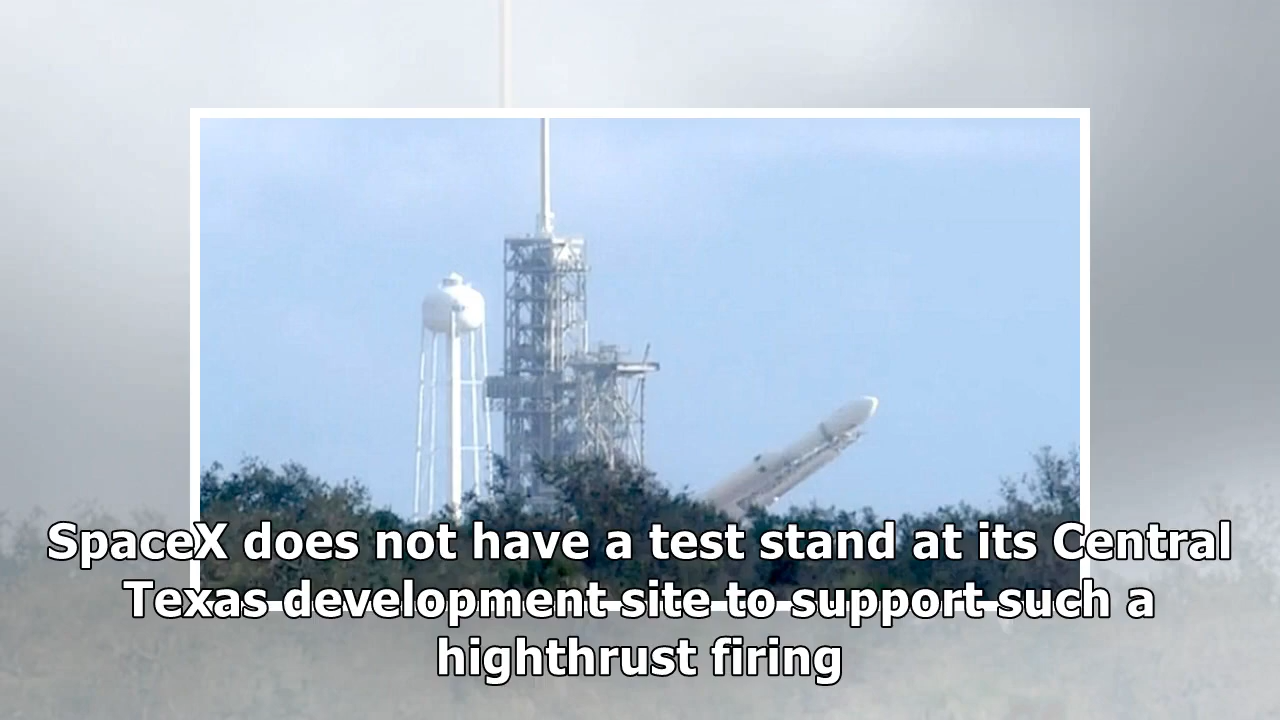 SpaceX does not have a test stand at its Central
Texas development site to support such a
highthrust firing